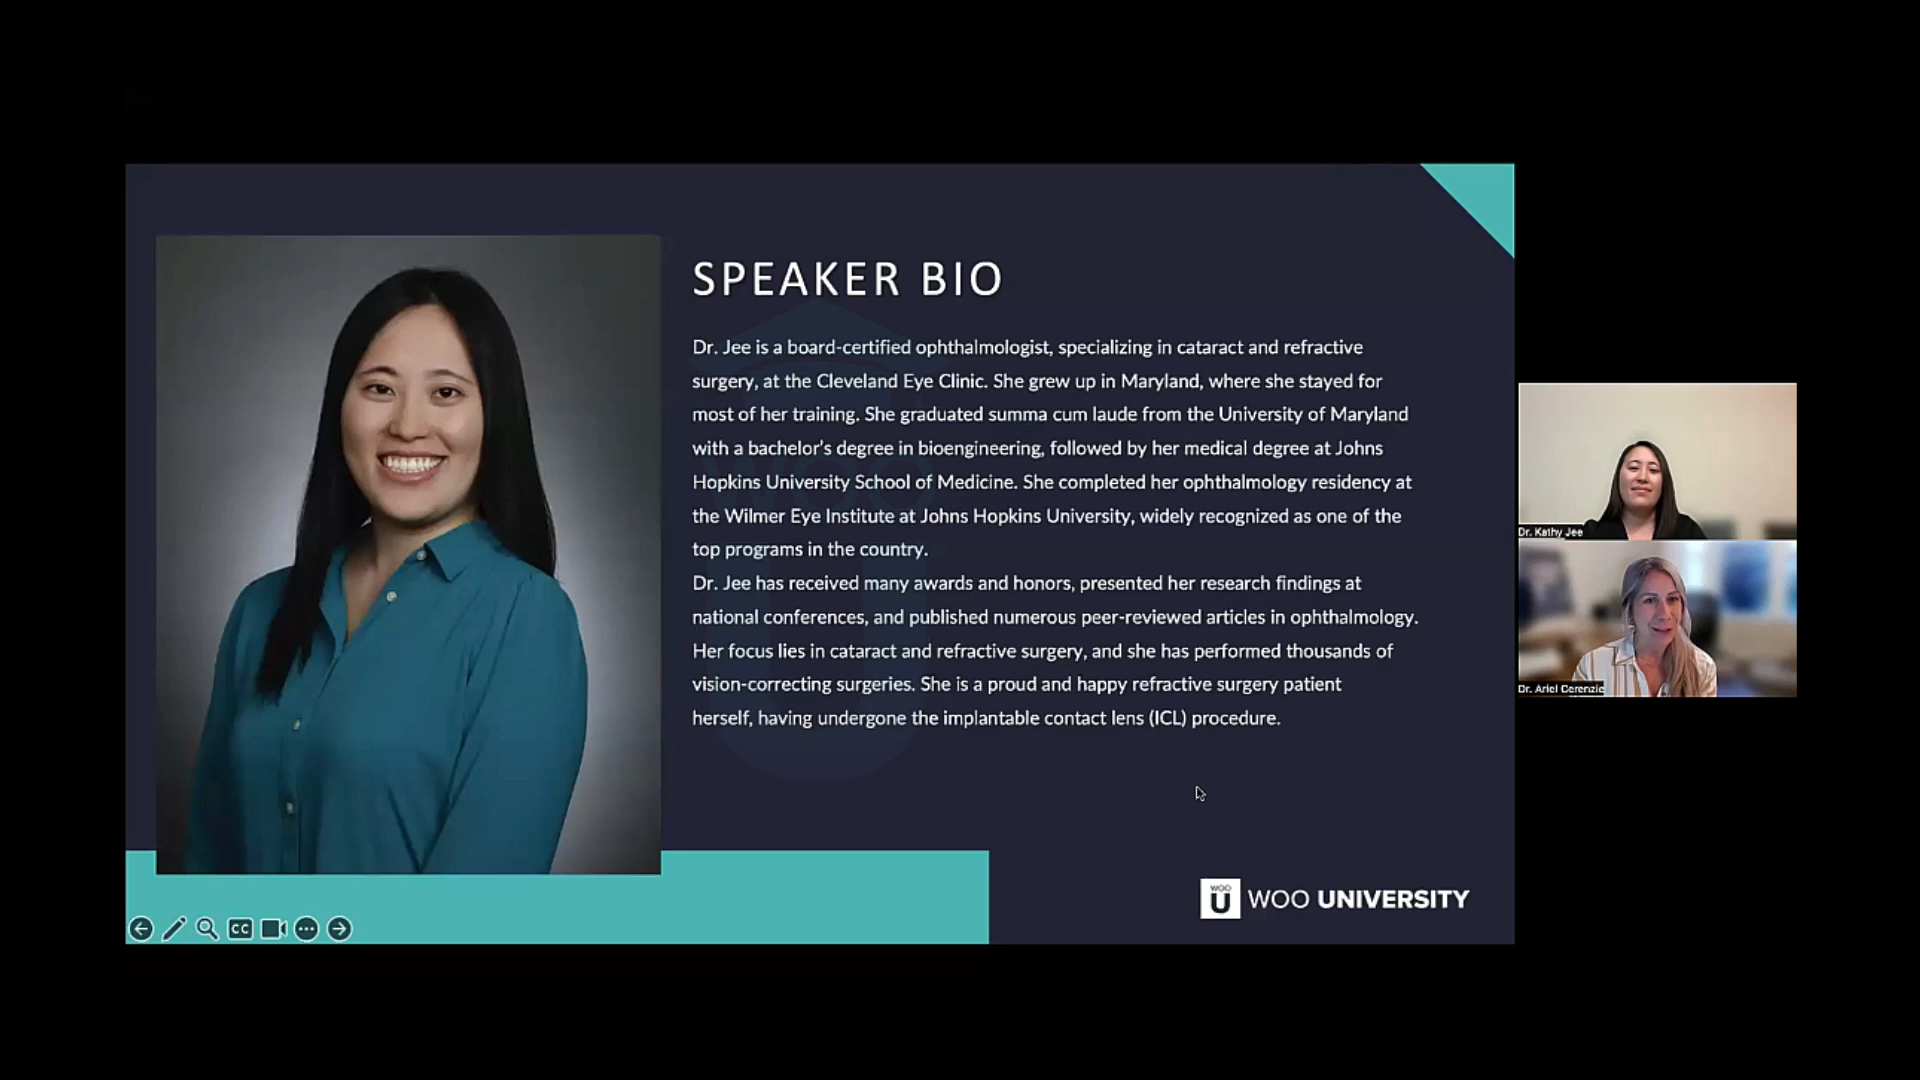 SPEAKER BIO
Dr. Jee is a board-certified ophthalmologist, specializing in cataract and refractive
surgery, at the Cleveland Eye Clinic. She grew up in Maryland, where she stayed for
most of her training. She graduated summa cum laude from the University of Maryland
with a bachelor's degree in bioengineering, followed by her medical degree at Johns
Hopkins University School of Medicine. She completed her ophthalmology residency at
the Wilmer Eye Institute at Johns Hopkins University, widely recognized as one of the
top programs in the country.
Dr. Jee has received many awards and honors, presented her research findings at
national conferences, and published numerous peer-reviewed articles in ophthalmology.
Her focus lies in cataract and refractive surgery, and she has performed thousands of
vision-correcting surgeries. She is a proud and happy refractive surgery patient
herself, having undergone the implantable contact lens (ICL) procedure.
Dr. Kathy Jee
Dr. Ariel Cerenzie
WOO
U
WOO UNIVERSITY
CC